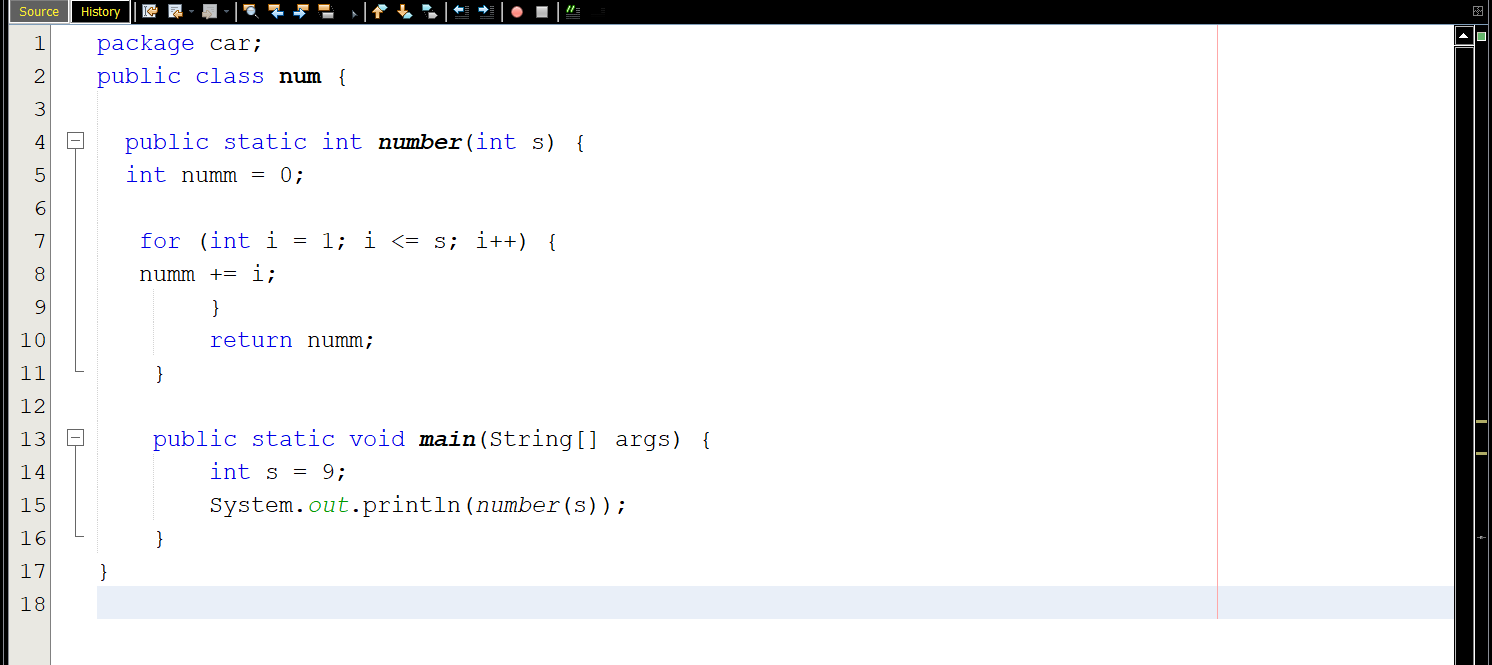 Source History
1 package car;
2 public class num {
3
4 public static int number(int s) {
5 int numm = 0;
6
7 for (int i = 1; i <= s; i++) {
8 numm += i;
9 }
10 return numm;
11 }
12
13 public static void main(String[] args) {
14 int s = 9;
15 System.out.println(number(s));
16 }
17 }
18